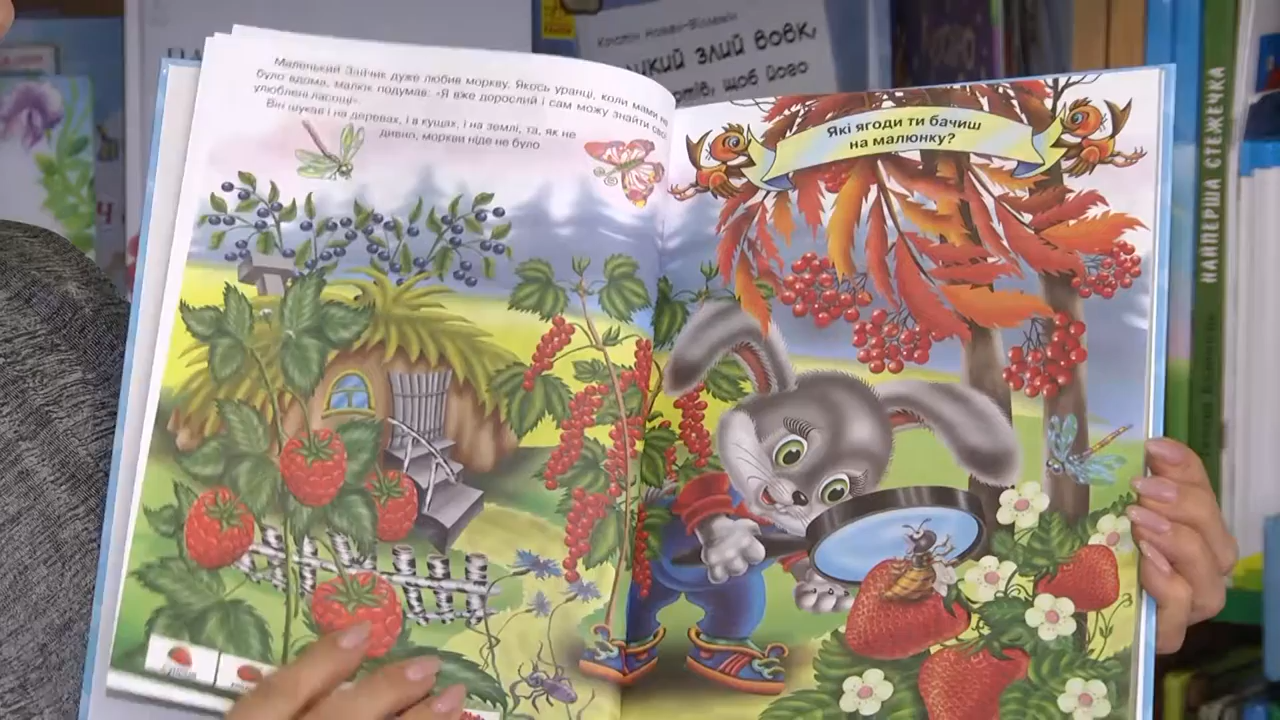 Маленький Зайчик дуже любив моркву. Якось уранці, коли мами не
було вдома, малюк подумав: «Я вже дорослий і сам можу знайти свої
улюблені ласощі».
Він шукав і на деревах, і в кущах, і на землі, та, як не
дивно, моркви ніде не було.
Які ягоди ти бачиш
на малюнку?
злий вовк,
щоб його
НАЙПЕРША СТЕЖЕЧКА